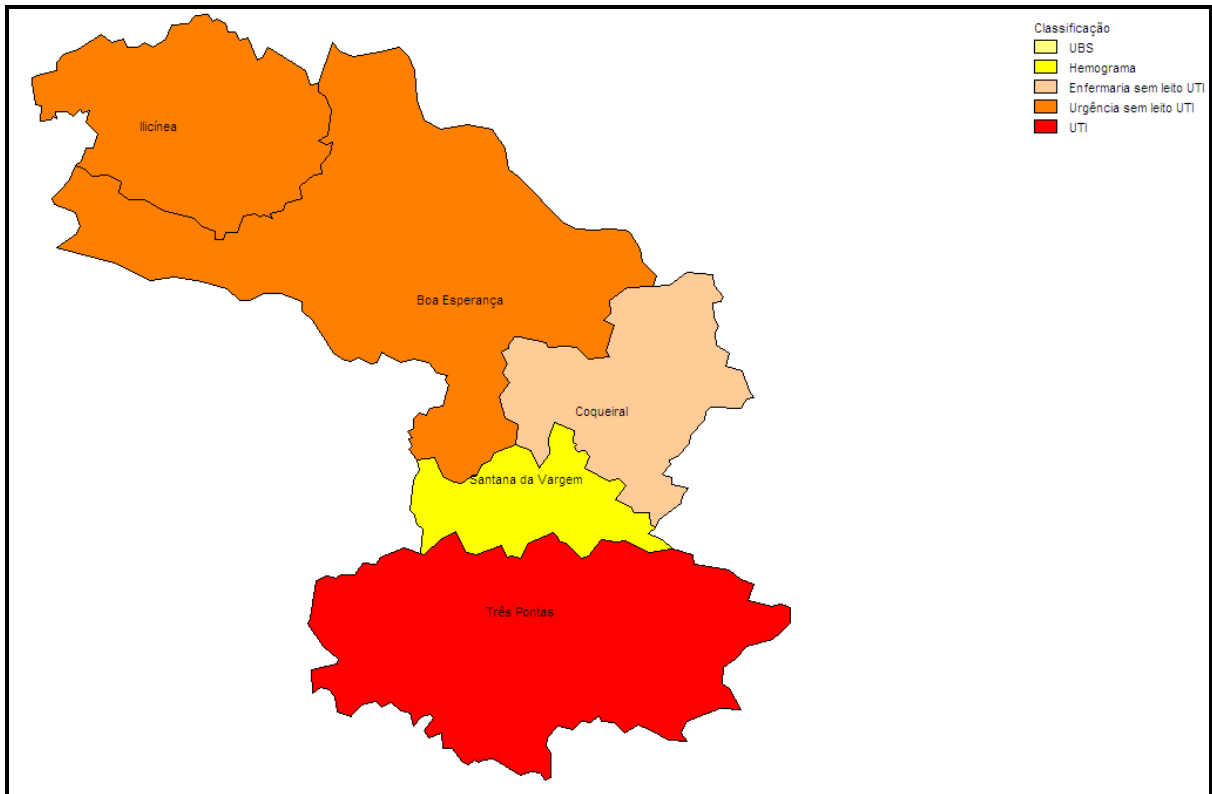 Classificação
UBS
Hemograma
Enfermaria sem leito UTI
Urgência sem leito UTI
UTI
Ilicínea
Boa Esperança
Coqueiral
Santana da Vargem
Três Pontas